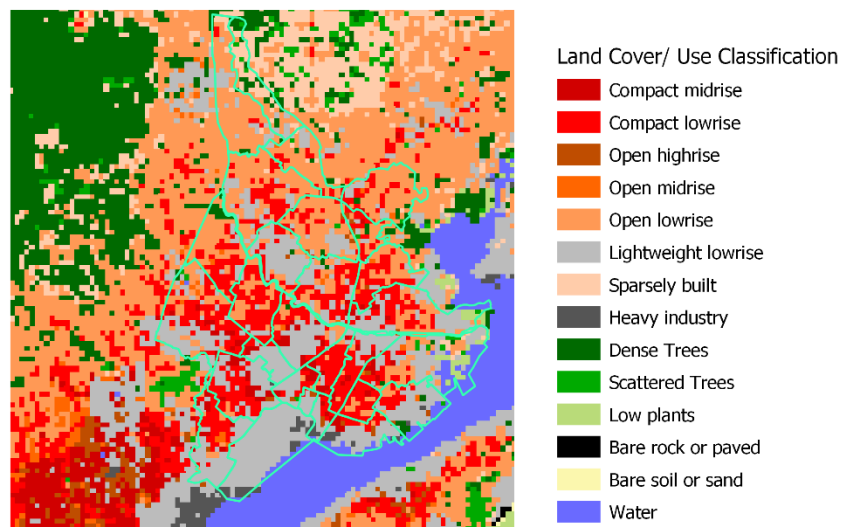 Land Cover/ Use Classification
Compact midrise
Compact lowrise
Open highrise
Open midrise
Open lowrise
Lightweight lowrise
Sparsely built
Heavy industry
Dense Trees
Scattered Trees
Low plants
Bare rock or paved
Bare soil or sand
Water